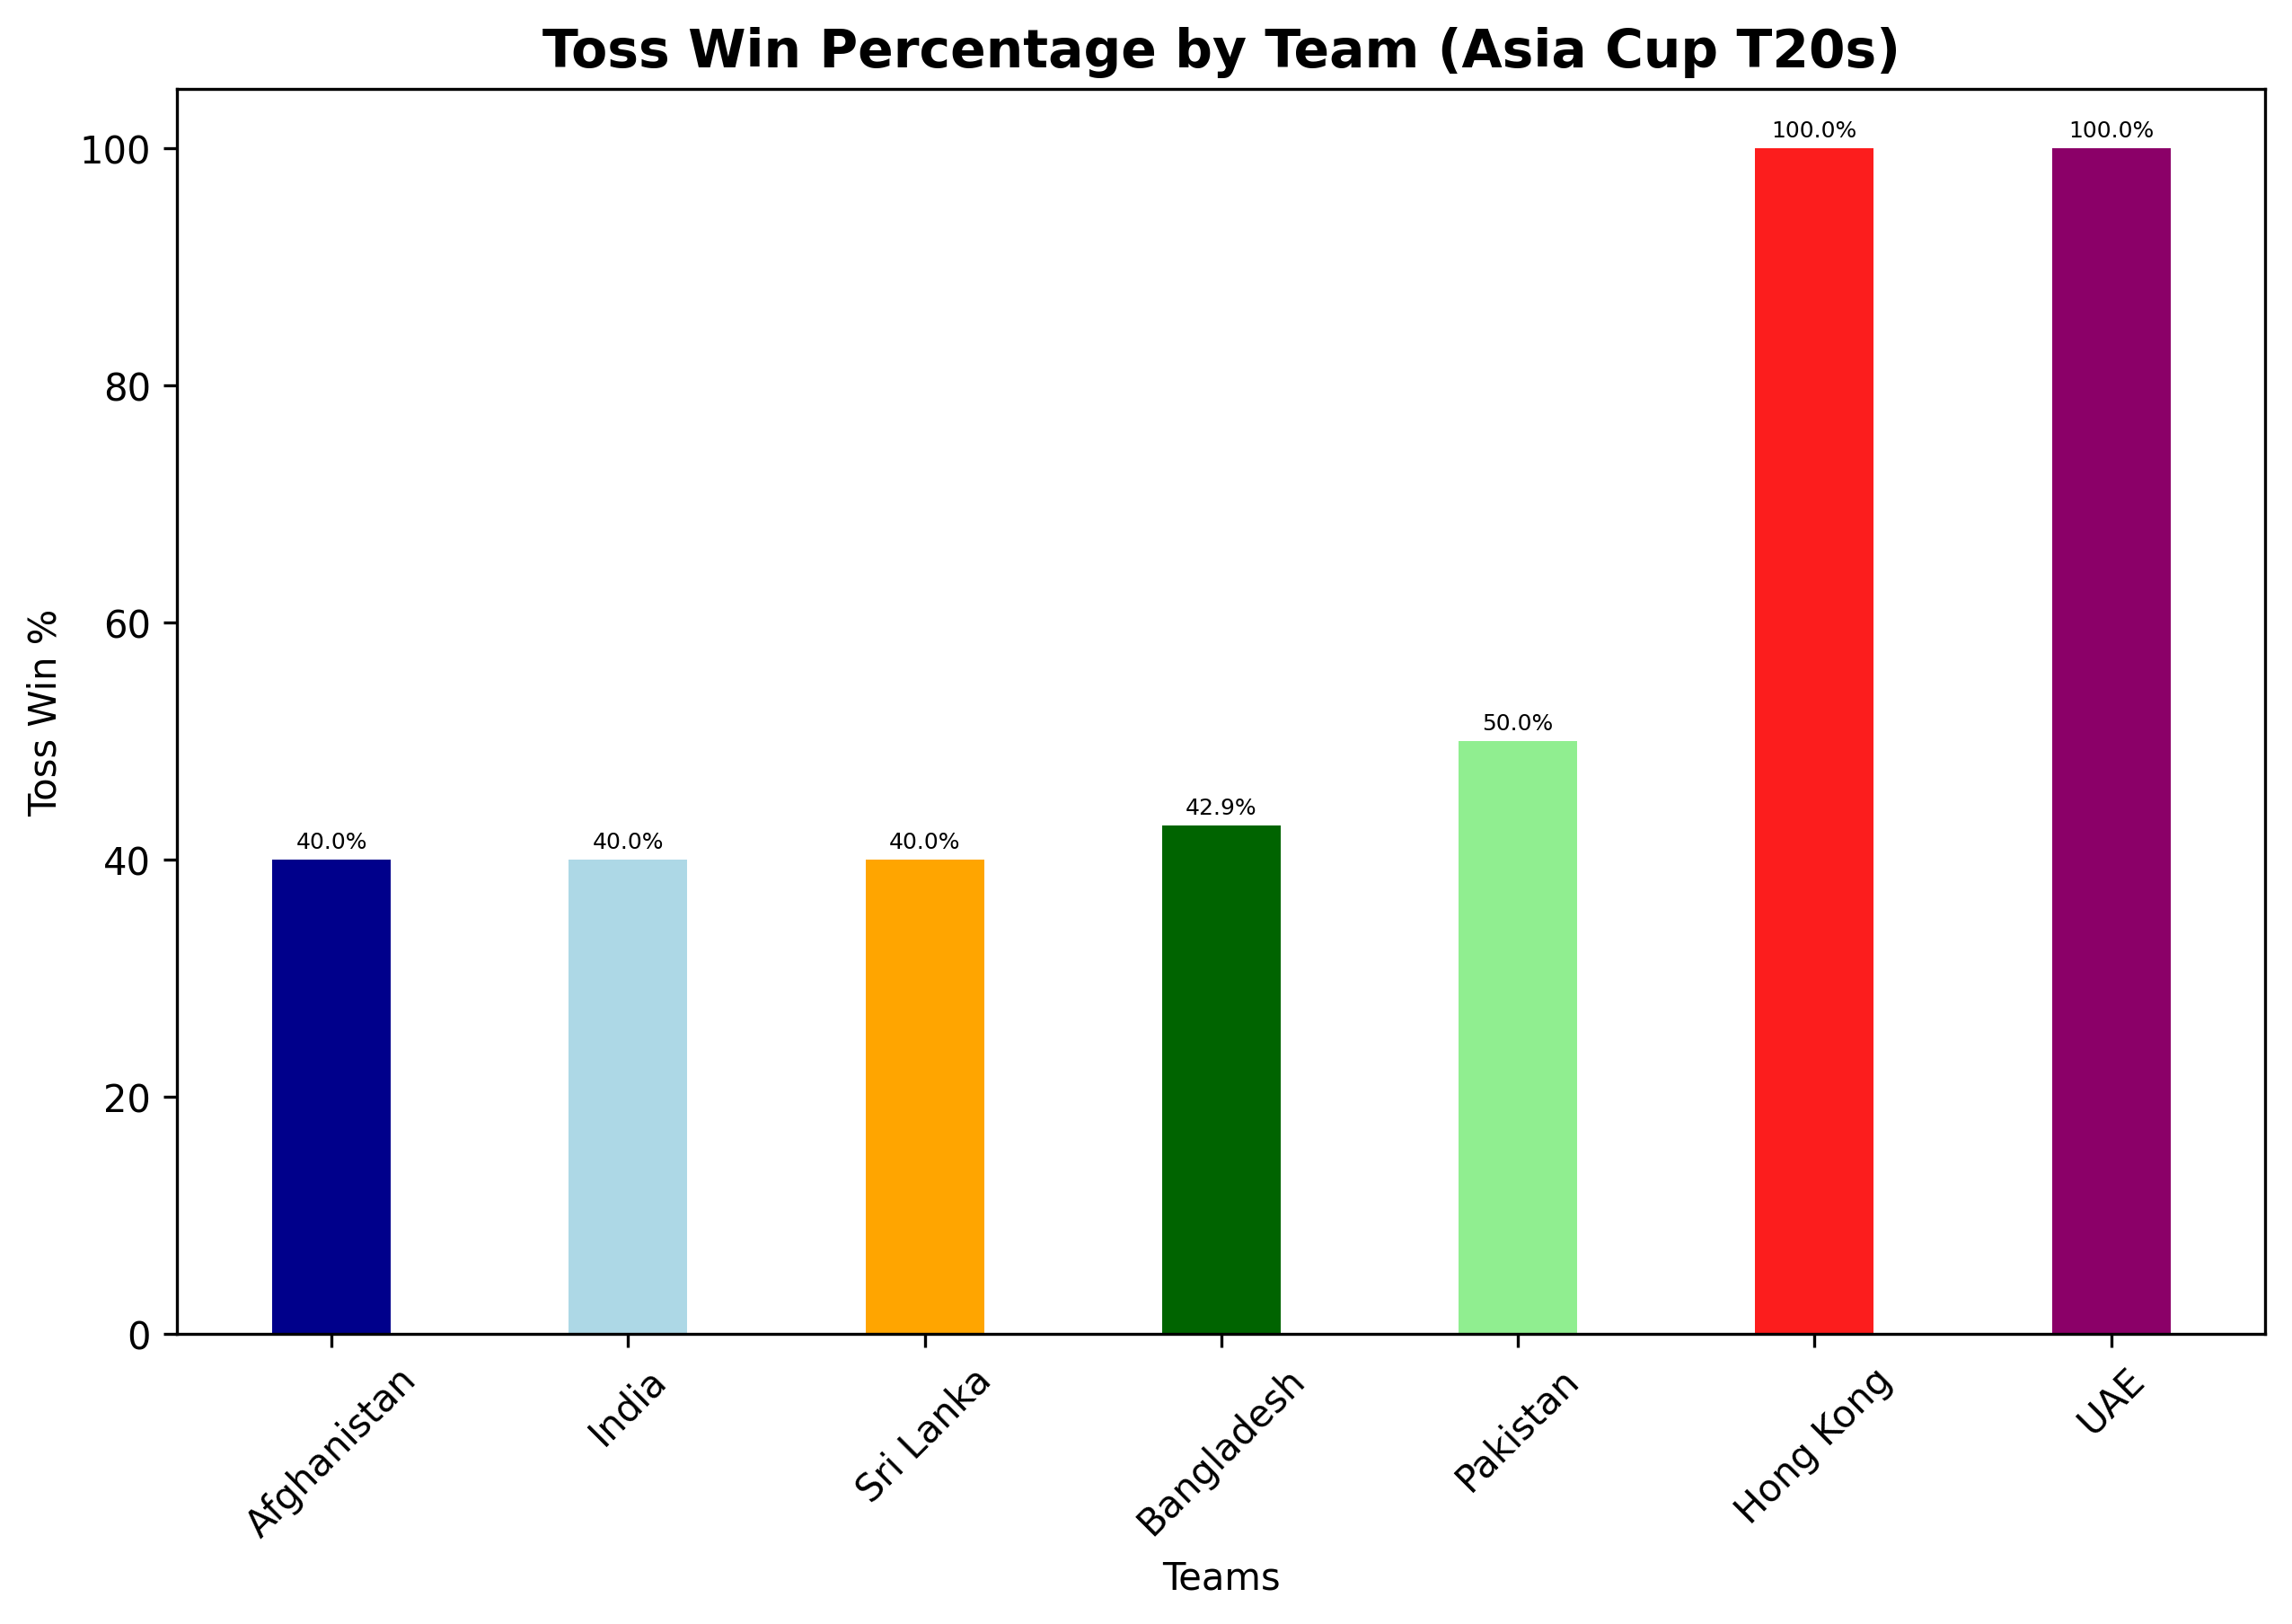 Toss Win Percentage by Team (Asia Cup T20s)
Toss Win %
100
80
60
40
20
0
40.0%
40.0%
40.0%
42.9%
50.0%
100.0%
100.0%
Afghanistan
India
Sri Lanka
Bangladesh
Pakistan
Hong Kong
UAE
Teams